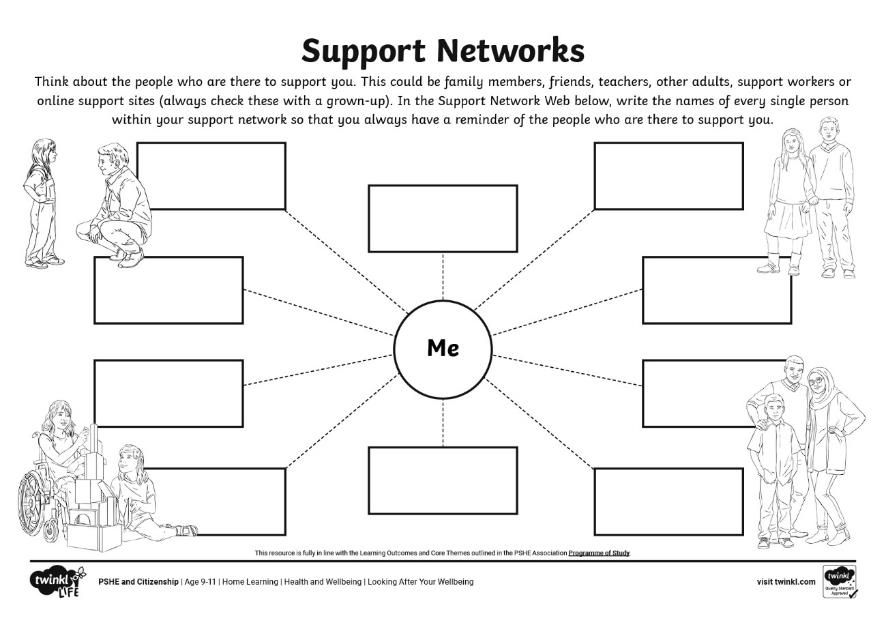 Support Networks
Think about the people who are there to support you. This could be family members, friends, teachers, other adults, support workers or
online support sites (always check these with a grown-up). In the Support Network Web below, write the names of every single person
within your support network so that you always have a reminder of the people who are there to support you.
Me
This resource is fully in line with the Learning Outcomes and Core Themes outlined in the PSHE Association Programme of Study.
twinkl
LIFE
PSHE and Citizenship | Age 9-11 | Home Learning | Health and Wellbeing | Looking After Your Wellbeing
visit twinkl.com
twinkl
Quality Standard
Approved